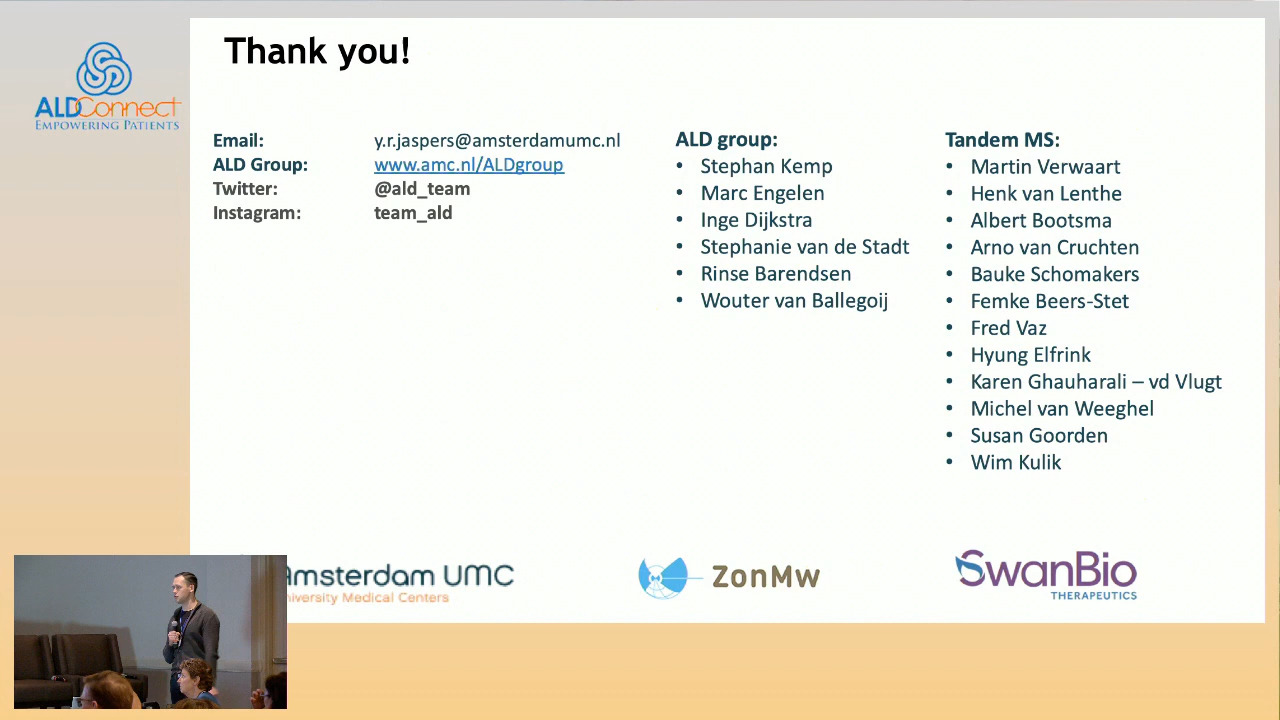 Thank you!
ALDConnect
EMPOWERING PATIENTS
Email: y.r.jaspers@amsterdamumc.nl
ALD Group: www.amc.nl/ALDgroup
Twitter: @ald_team
Instagram: team_ald
ALD group:
• Stephan Kemp
• Marc Engelen
• Inge Dijkstra
• Stephanie van de Stadt
• Rinse Barendsen
• Wouter van Ballegoij
Tandem MS:
• Martin Verwaart
• Henk van Lenthe
• Albert Bootsma
• Arno van Cruchten
• Bauke Schomakers
• Femke Beers-Stet
• Fred Vaz
• Hyung Elfrink
• Karen Ghauharali – vd Vlugt
• Michel van Weeghel
• Susan Goorden
• Wim Kulik
Amsterdam UMC
University Medical Centers
ZonMw
SwanBio
THERAPEUTICS